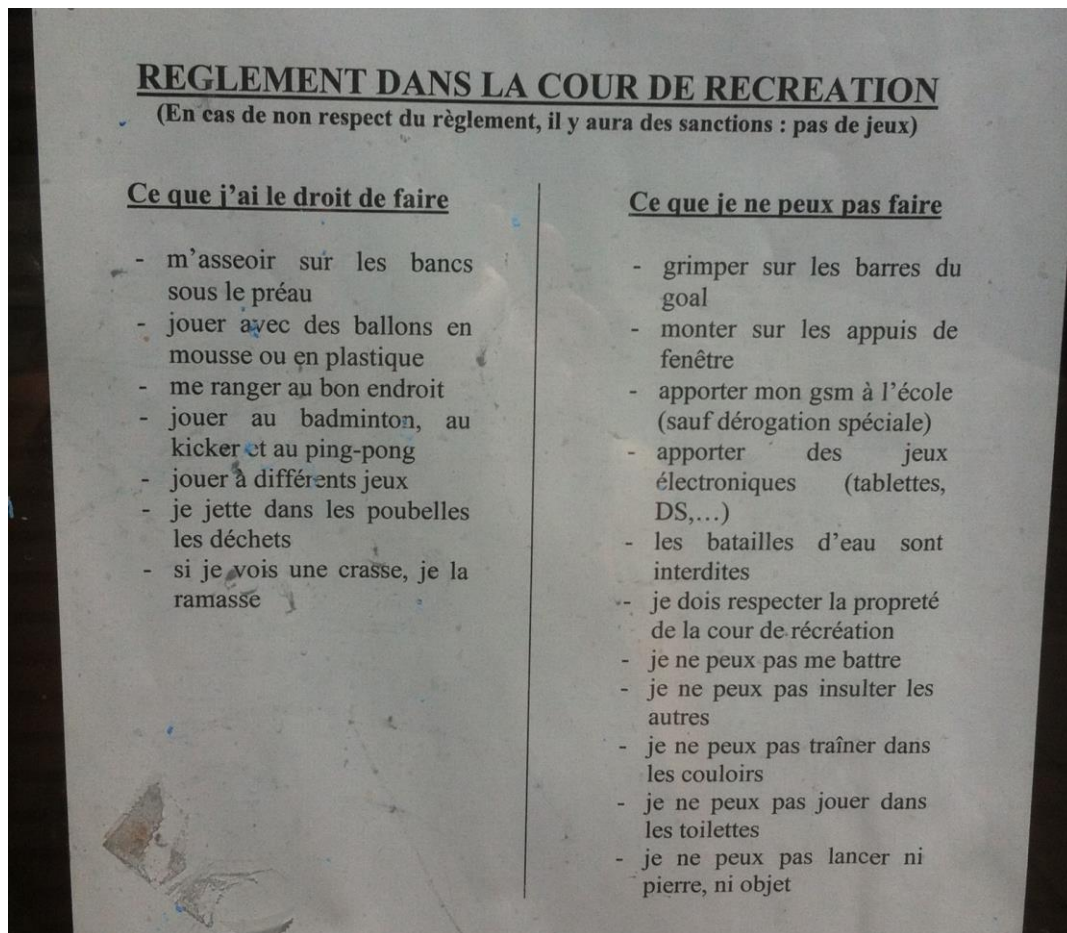 REGLEMENT DANS LA COUR DE RECREATION
(En cas de non respect du règlement, il y aura des sanctions : pas de jeux)
Ce que j'ai le droit de faire
- m'asseoir sur les bancs
sous le préau
- jouer avec des ballons en
mousse ou en plastique
- me ranger au bon endroit
- jouer au badminton, au
kicker et au ping-pong
- jouer à différents jeux
- je jette dans les poubelles
les déchets
- si je vois une crasse, je la
ramasse
Ce que je ne peux pas faire
- grimper sur les barres du
goal
- monter sur les appuis de
fenêtre
- apporter mon gsm à l'école
(sauf dérogation spéciale)
- apporter des jeux
électroniques (tablettes,
DS,...)
- les batailles d'eau sont
interdites
- je dois respecter la propreté
de la cour de récréation
- je ne peux pas me battre
- je ne peux pas insulter les
autres
- je ne peux pas traîner dans
les couloirs
- je ne peux pas jouer dans
les toilettes
- je ne peux pas lancer ni
pierre, ni objet